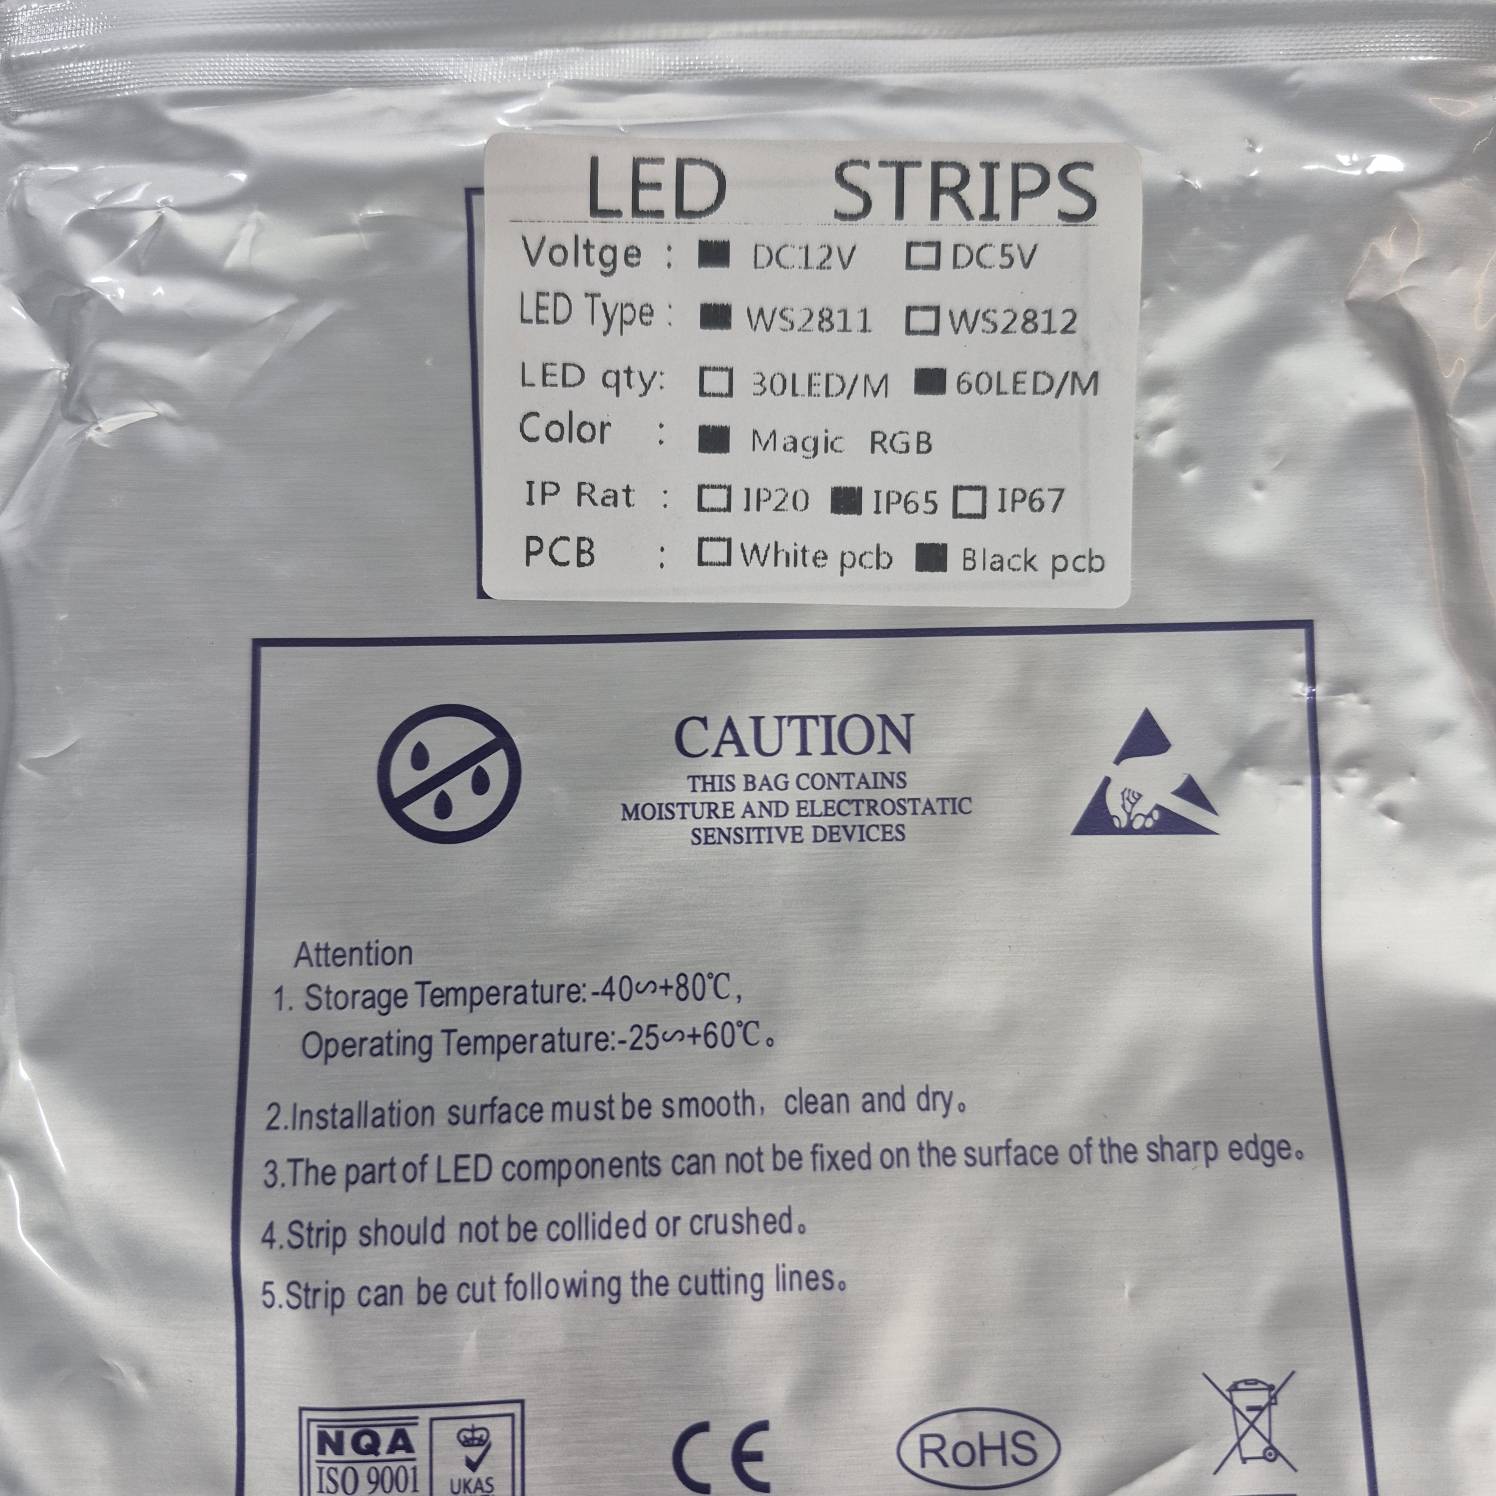 LED STRIPS
Voltge : ■ DC12V □ DC5V
LED Type : ■ WS2811 □ WS2812
LED qty: □ 30LED/M ■ 60LED/M
Color : ■ Magic RGB
IP Rat : □ IP20 ■ IP65 □ IP67
PCB : □ White pcb ■ Black pcb
CAUTION
THIS BAG CONTAINS
MOISTURE AND ELECTROSTATIC
SENSITIVE DEVICES
Attention
1. Storage Temperature:-40∽+80℃,
Operating Temperature:-25∽+60℃。
2.Installation surface must be smooth, clean and dry。
3.The part of LED components can not be fixed on the surface of the sharp edge。
4.Strip should not be collided or crushed。
5.Strip can be cut following the cutting lines。
NQA
ISO 9001
UKAS
CE
RoHS